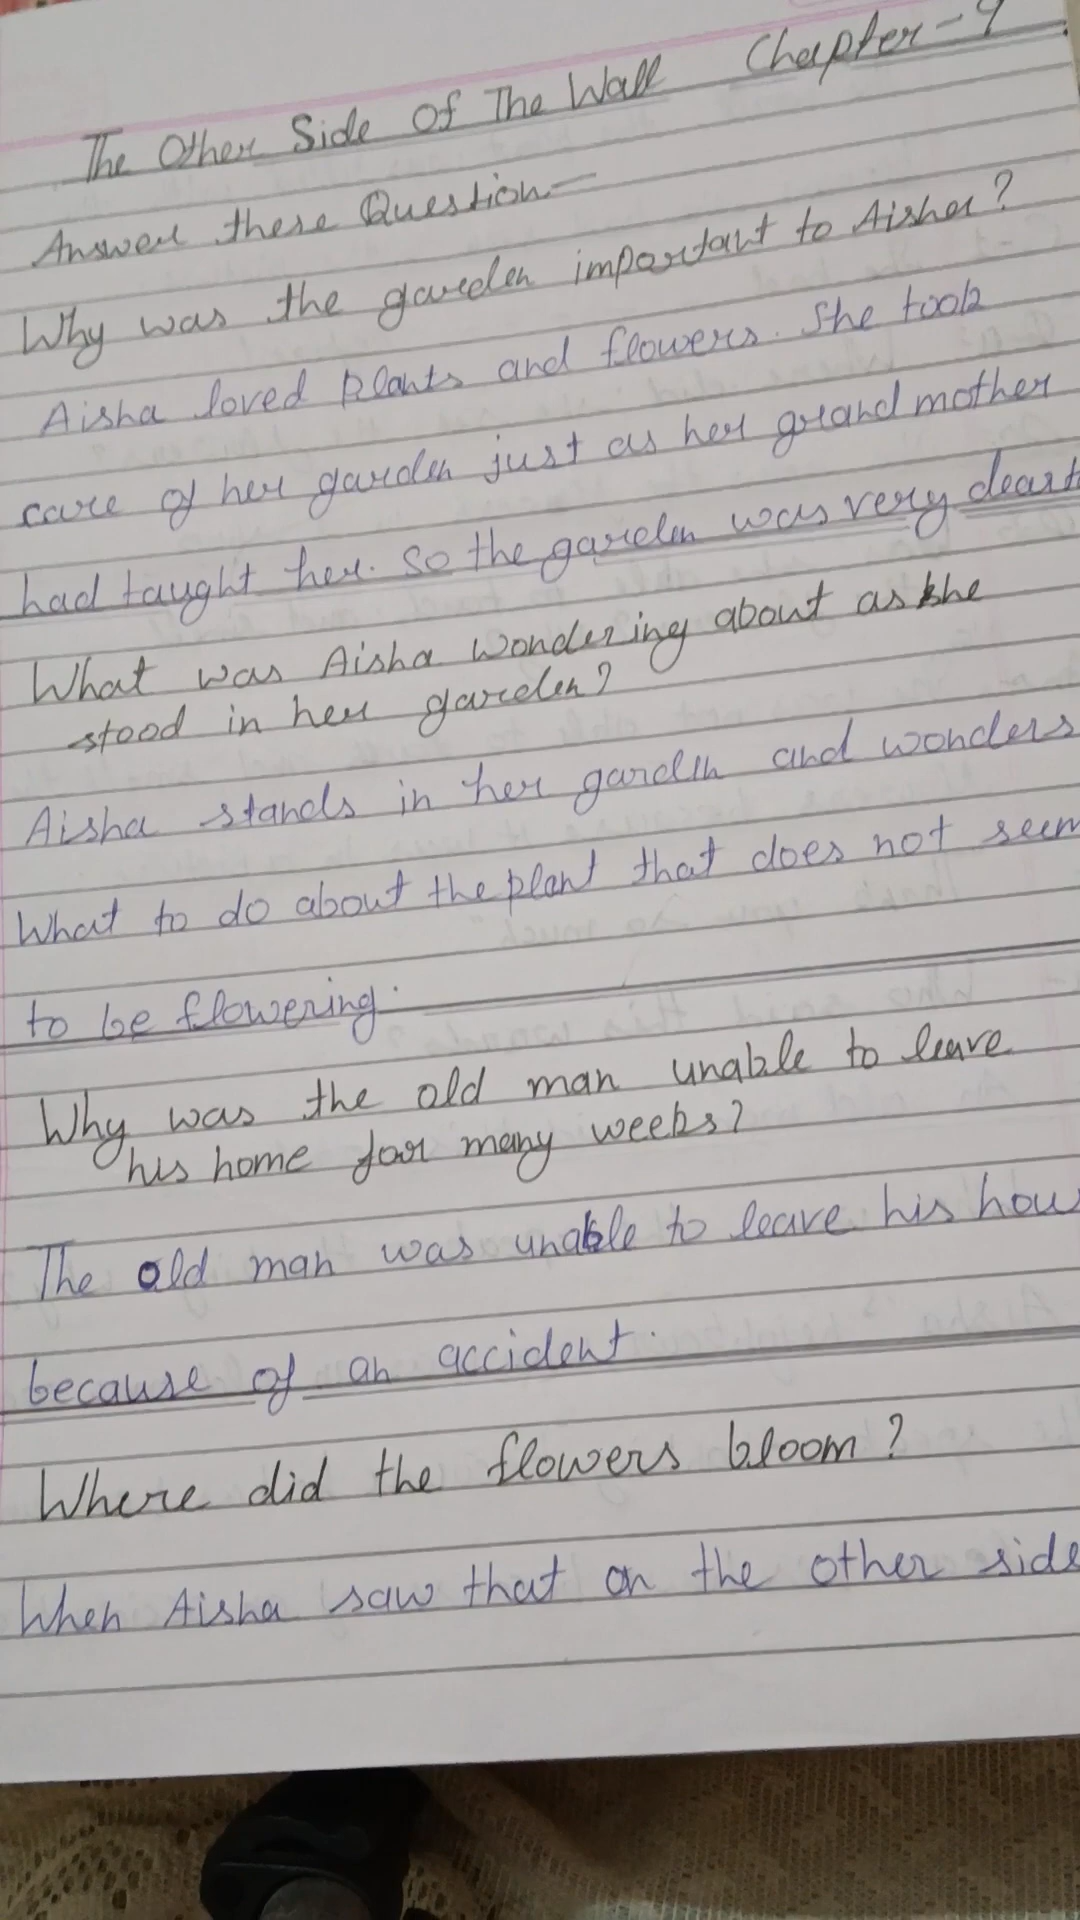 The Other Side Of The Wall Chapter-9
Answer these Question-
Why was the garden important to Aisha?
Aisha loved plants and flowers. She took
care of her garden just as her grand mother
had taught her. So the garden was very dear t
What was Aisha wondering about as she
stood in her garden?
Aisha stands in her garden and wonders
What to do about the plant that does not seem
to be flowering.
Why was the old man unable to leave
his home for many weeks?
The old man was unable to leave his hou
because of an accident.
Where did the flowers bloom?
When Aisha saw that on the other side